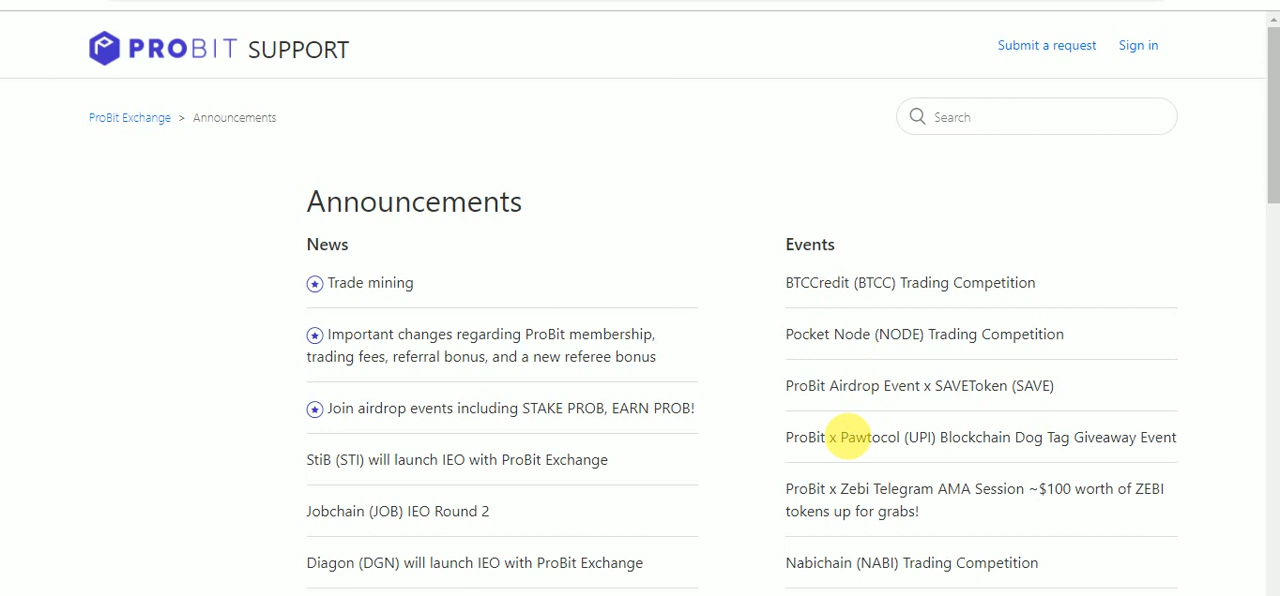 PROBIT SUPPORT
Submit a request
Sign in
ProBit Exchange > Announcements
Search
Announcements
News
Trade mining
Important changes regarding ProBit membership,
trading fees, referral bonus, and a new referee bonus
Join airdrop events including STAKE PROB, EARN PROB!
StiB (STI) will launch IEO with ProBit Exchange
Jobchain (JOB) IEO Round 2
Diagon (DGN) will launch IEO with ProBit Exchange
Events
BTCCredit (BTCC) Trading Competition
Pocket Node (NODE) Trading Competition
ProBit Airdrop Event x SAVEToken (SAVE)
ProBit x Pawtocol (UPI) Blockchain Dog Tag Giveaway Event
ProBit x Zebi Telegram AMA Session ~$100 worth of ZEBI
tokens up for grabs!
Nabichain (NABI) Trading Competition